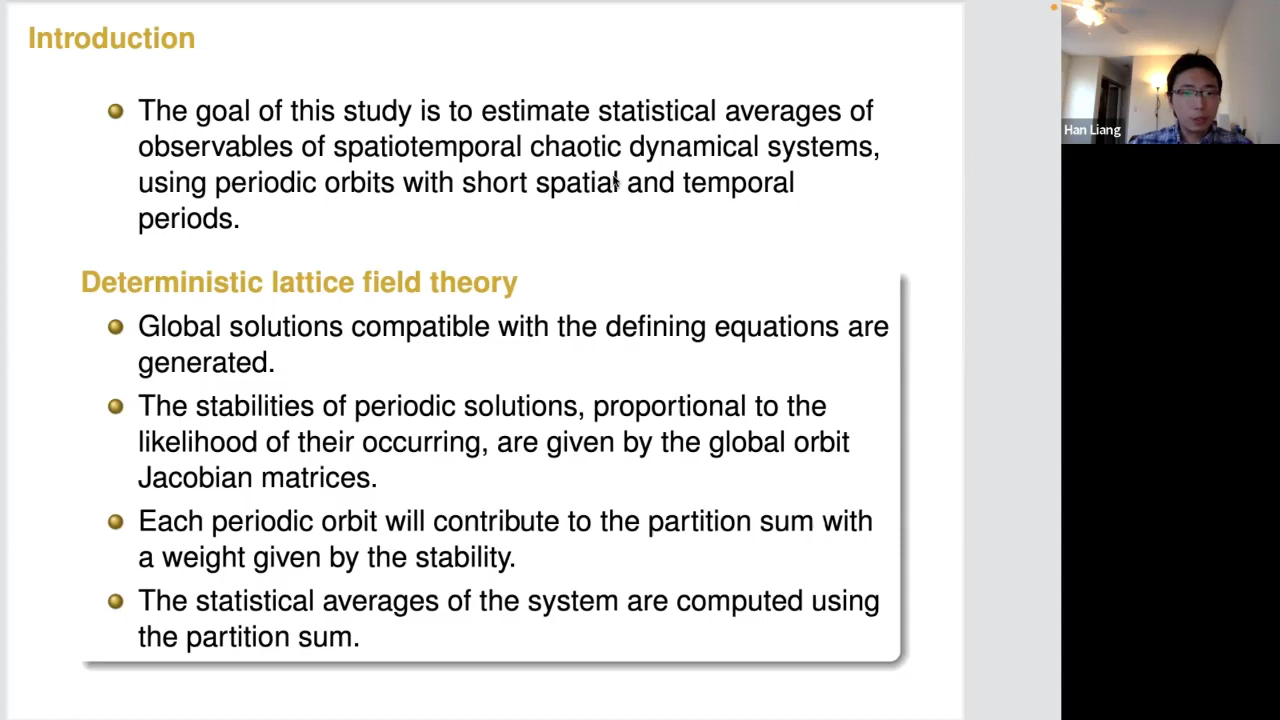 Introduction
The goal of this study is to estimate statistical averages of
observables of spatiotemporal chaotic dynamical systems,
using periodic orbits with short spatial and temporal
periods.
Deterministic lattice field theory
Global solutions compatible with the defining equations are
generated.
The stabilities of periodic solutions, proportional to the
likelihood of their occurring, are given by the global orbit
Jacobian matrices.
Each periodic orbit will contribute to the partition sum with
a weight given by the stability.
The statistical averages of the system are computed using
the partition sum.
Han Liang